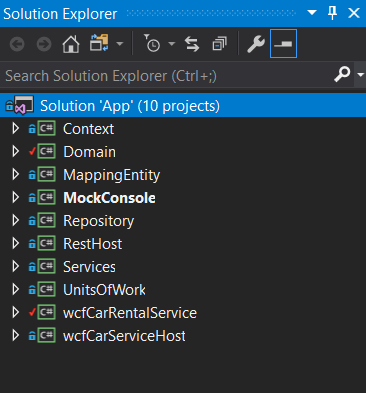 Solution Explorer
Search Solution Explorer (Ctrl+;)
Solution 'App' (10 projects)
C# Context
C# Domain
C# MappingEntity
C# MockConsole
C# Repository
C# RestHost
C# Services
C# UnitsOfWork
C# wcfCarRentalService
C# wcfCarServiceHost